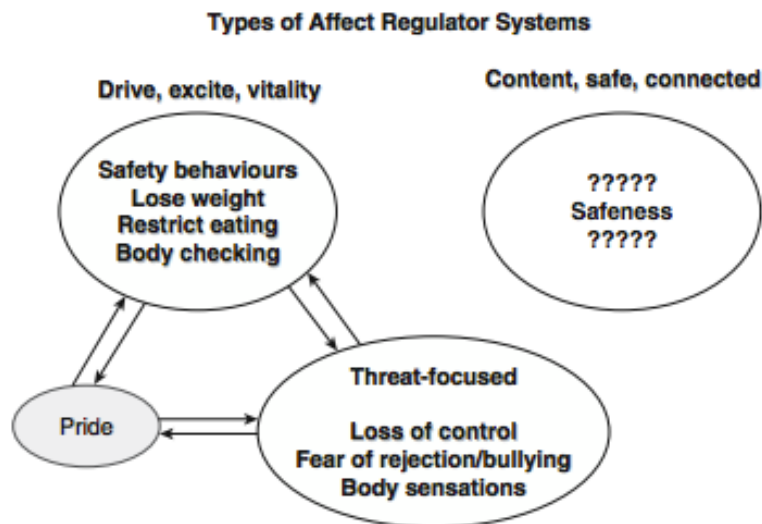 Types of Affect Regulator Systems
Drive, excite, vitality
Content, safe, connected
Safety behaviours
Lose weight
Restrict eating
Body checking
?????
Safeness
?????
Pride
Threat-focused
Loss of control
Fear of rejection/bullying
Body sensations